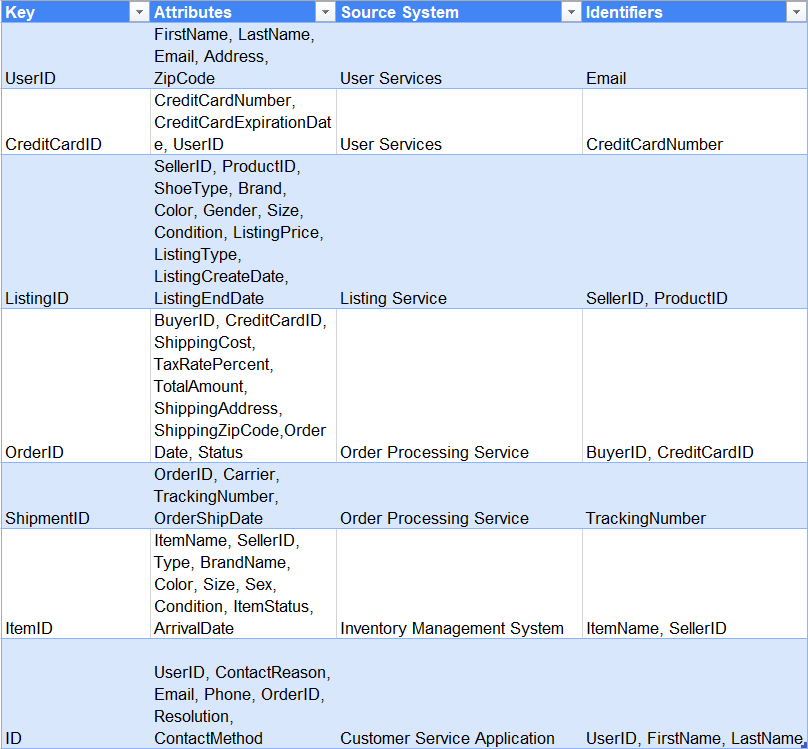 Key Attributes Source System Identifiers
FirstName, LastName,
Email, Address,
UserID ZipCode User Services Email
CreditCardNumber,
CreditCardExpirationDat
CreditCardID e, UserID User Services CreditCardNumber
SellerID, ProductID,
ShoeType, Brand,
Color, Gender, Size,
Condition, ListingPrice,
ListingType,
ListingCreateDate,
ListingID ListingEndDate Listing Service SellerID, ProductID
BuyerID, CreditCardID,
ShippingCost,
TaxRatePercent,
TotalAmount,
ShippingAddress,
ShippingZipCode,Order
OrderID Date, Status Order Processing Service BuyerID, CreditCardID
OrderID, Carrier,
TrackingNumber,
ShipmentID OrderShipDate Order Processing Service TrackingNumber
ItemName, SellerID,
Type, BrandName,
Color, Size, Sex,
Condition, ItemStatus,
ItemID ArrivalDate Inventory Management System ItemName, SellerID
UserID, ContactReason,
Email, Phone, OrderID,
Resolution,
ID ContactMethod Customer Service Application UserID, FirstName, LastName